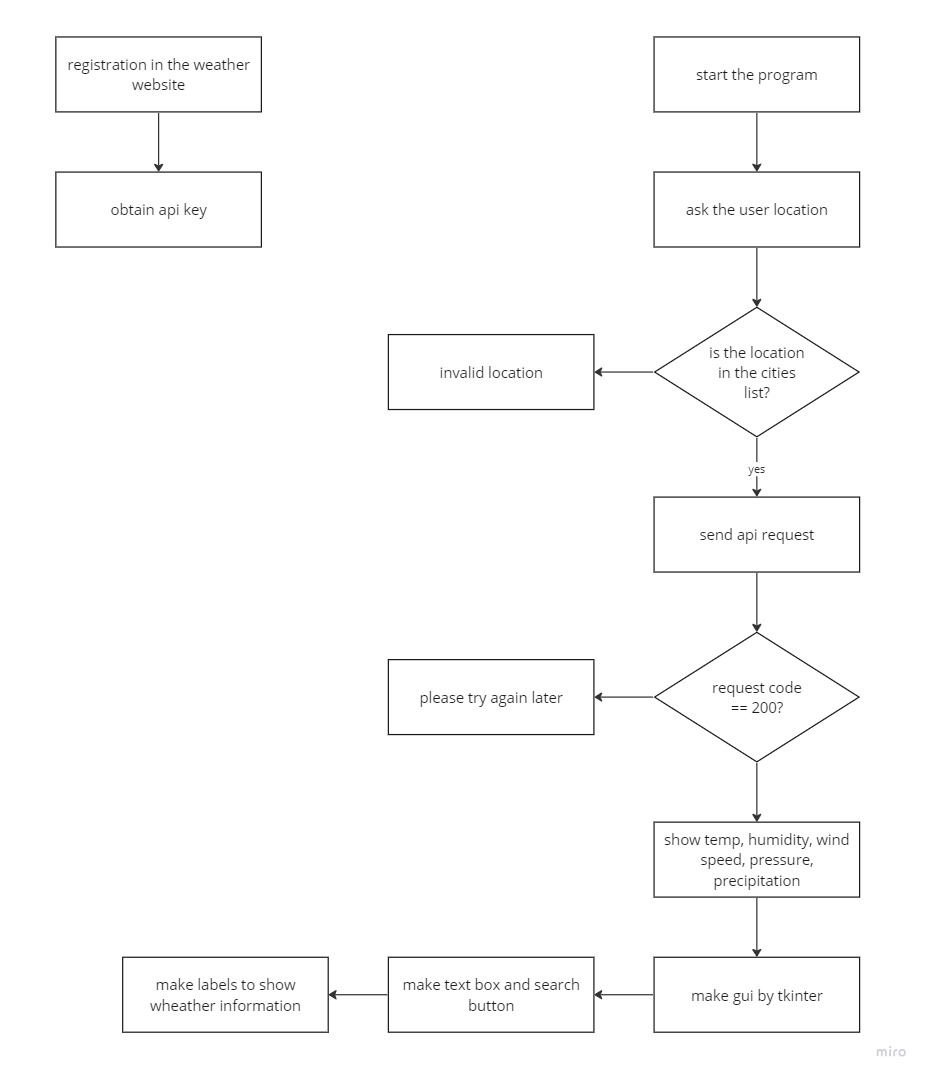 registration in the weather
website
start the program
obtain api key
ask the user location
is the location
in the cities
list?
invalid location
yes
send api request
request code
== 200?
please try again later
show temp, humidity, wind
speed, pressure,
precipitation
make labels to show
wheather information
make text box and search
button
make gui by tkinter
miro